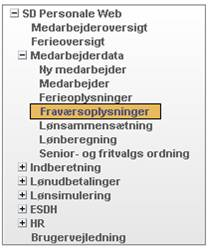 SD Personale Web
Medarbejderoversigt
Ferieoversigt
Medarbejderdata
Ny medarbejder
Medarbejder
Ferieoplysninger
Fraværsoplysninger
Lønsammensætning
Lønberegning
Senior- og fritvalgs ordning
Indberetning
Lønudbetalinger
Lønsimulering
ESDH
HR
Brugervejledning